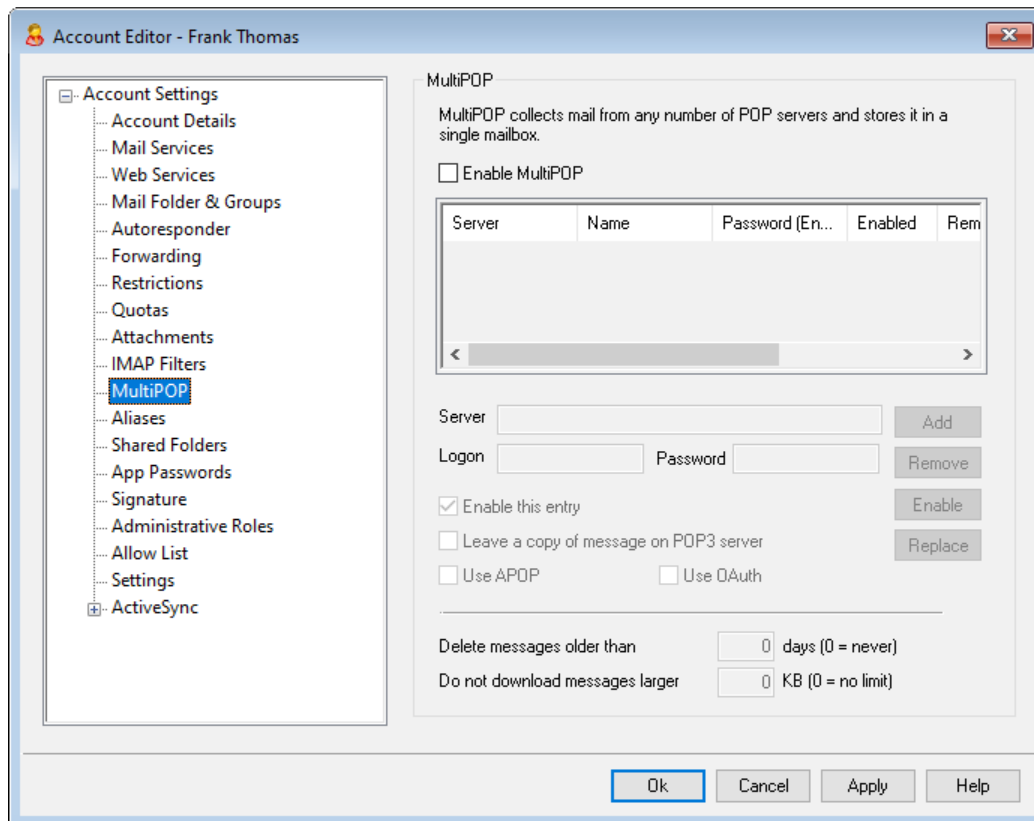 Account Editor - Frank Thomas
Account Settings
Account Details
Mail Services
Web Services
Mail Folder & Groups
Autoresponder
Forwarding
Restrictions
Quotas
Attachments
IMAP Filters
MultiPOP
Aliases
Shared Folders
App Passwords
Signature
Administrative Roles
Allow List
Settings
ActiveSync
MultiPOP
MultiPOP collects mail from any number of POP servers and stores it in a
single mailbox.
Enable MultiPOP
Server Name Password (En... Enabled Rem
Server Add
Logon Password Remove
Enable this entry Enable
Leave a copy of message on POP3 server Replace
Use APOP Use OAuth
Delete messages older than 0 days (0 = never)
Do not download messages larger 0 KB (0 = no limit)
Ok Cancel Apply Help